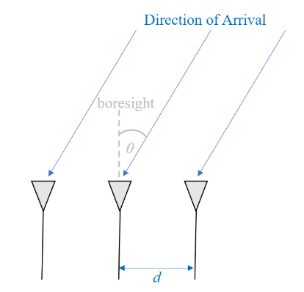 Direction of Arrival
boresight
θ
d